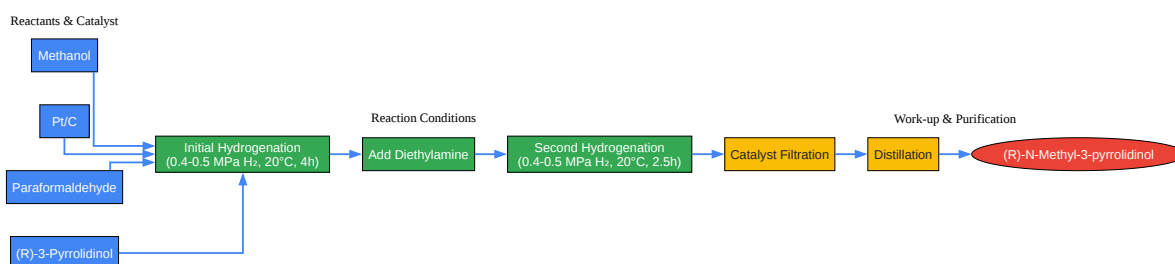 Reactants & Catalyst
Methanol
Pt/C
Paraformaldehyde
(R)-3-Pyrrolidinol
Reaction Conditions
Initial Hydrogenation
(0.4-0.5 MPa H₂, 20°C, 4h)
Add Diethylamine
Second Hydrogenation
(0.4-0.5 MPa H₂, 20°C, 2.5h)
Work-up & Purification
Catalyst Filtration
Distillation
(R)-N-Methyl-3-pyrrolidinol